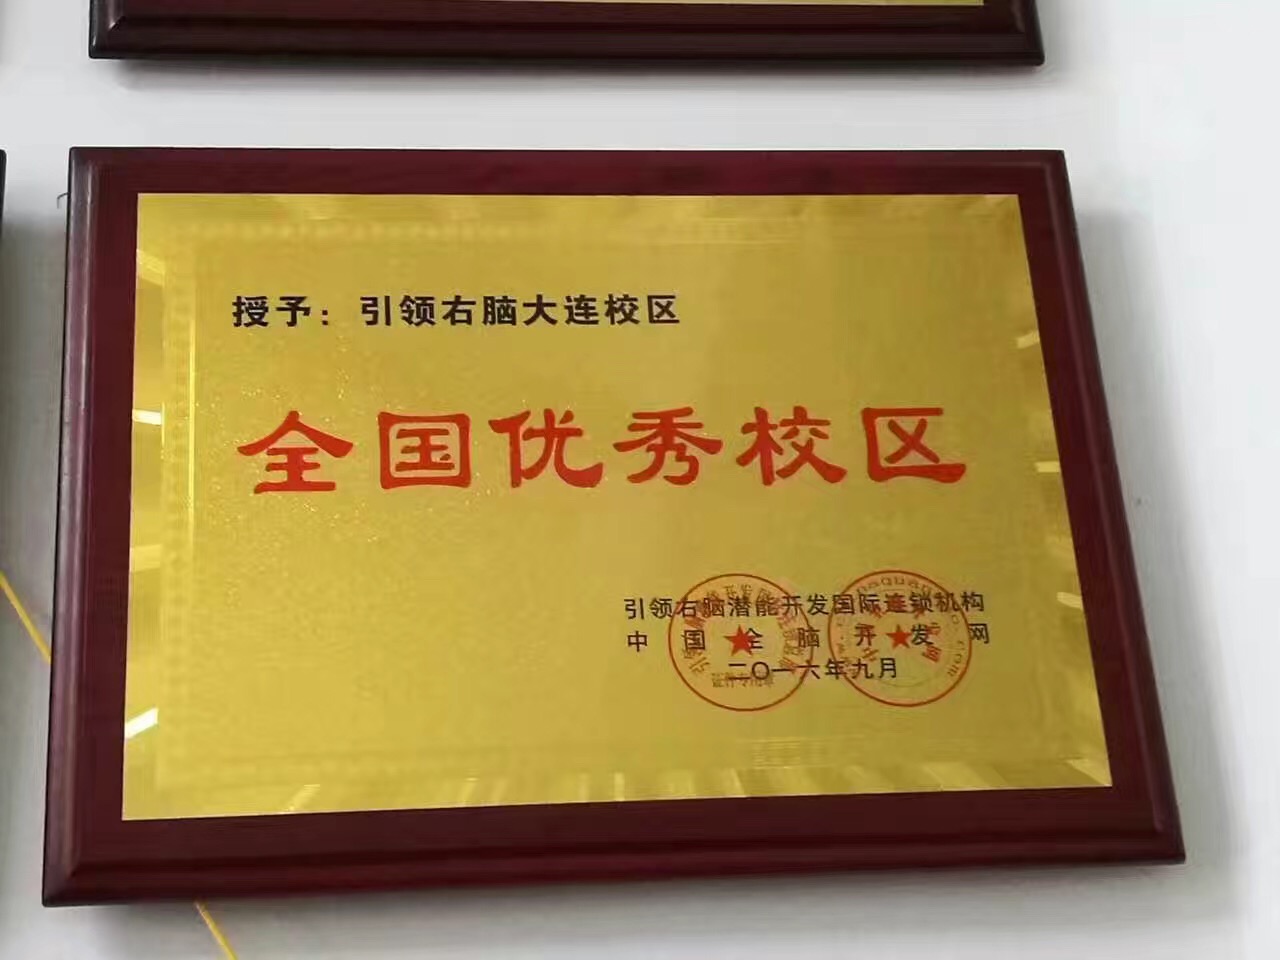 授予：引领右脑大连校区
全国优秀校区
引领右脑潜能开发国际连锁机构
中国全脑开发网
二〇一六年九月